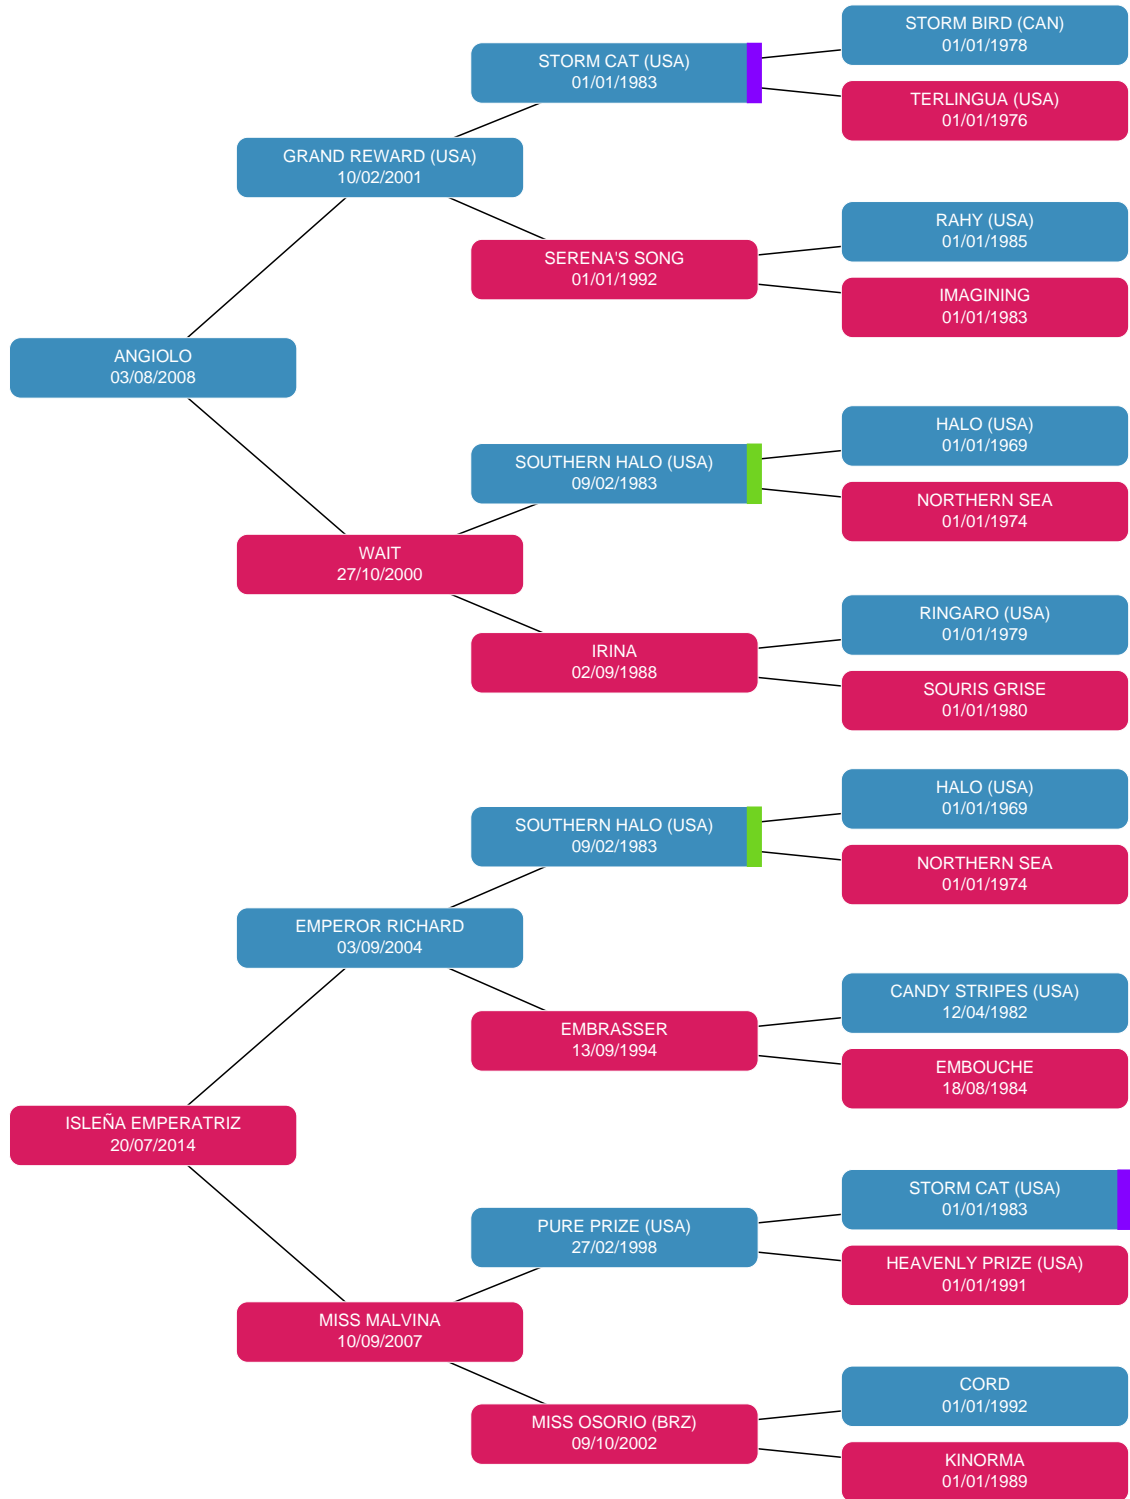 STORM BIRD (CAN)
01/01/1978
STORM CAT (USA)
01/01/1983
TERLINGUA (USA)
01/01/1976
GRAND REWARD (USA)
10/02/2001
RAHY (USA)
01/01/1985
SERENA'S SONG
01/01/1992
IMAGINING
01/01/1983
ANGIOLO
03/08/2008
HALO (USA)
01/01/1969
SOUTHERN HALO (USA)
09/02/1983
NORTHERN SEA
01/01/1974
WAIT
27/10/2000
RINGARO (USA)
01/01/1979
IRINA
02/09/1988
SOURIS GRISE
01/01/1980
HALO (USA)
01/01/1969
SOUTHERN HALO (USA)
09/02/1983
NORTHERN SEA
01/01/1974
EMPEROR RICHARD
03/09/2004
CANDY STRIPES (USA)
12/04/1982
EMBRASSER
13/09/1994
EMBOUCHE
18/08/1984
ISLEÑA EMPERATRIZ
20/07/2014
STORM CAT (USA)
01/01/1983
PURE PRIZE (USA)
27/02/1998
HEAVENLY PRIZE (USA)
01/01/1991
MISS MALVINA
10/09/2007
CORD
01/01/1992
MISS OSORIO (BRZ)
09/10/2002
KINORMA
01/01/1989